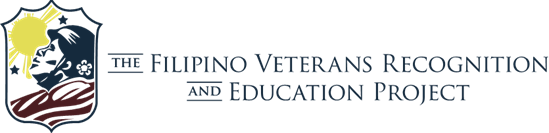 THE FILIPINO VETERANS RECOGNITION
AND EDUCATION PROJECT